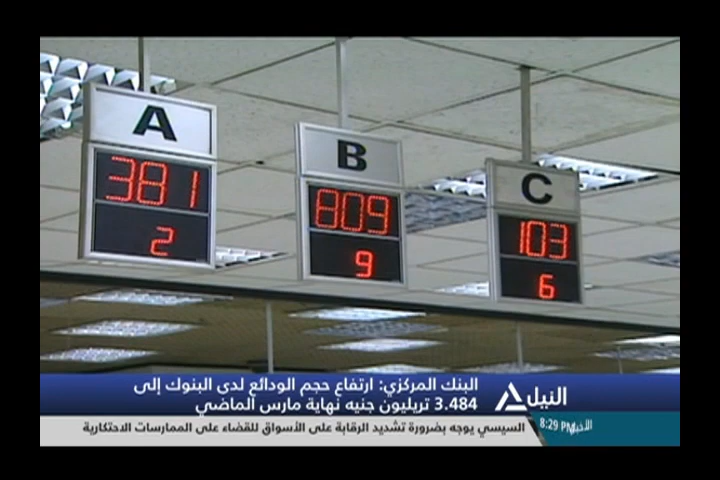 A
381
2
B
809
9
C
103
6
البنك المركزي: ارتفاع حجم الودائع لدى البنوك إلى
3.484 تريليون جنيه نهاية مارس الماضي
النيل
الأخبار
8:29 PM
السيسي يوجه بضرورة تشديد الرقابة على الأسواق للقضاء على الممارسات الاحتكارية